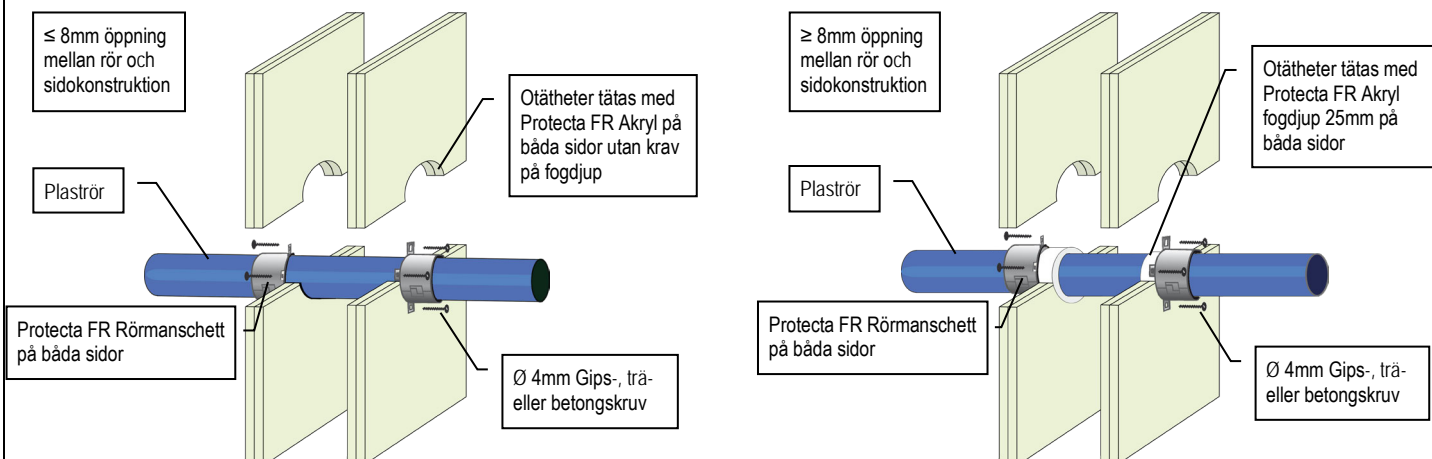 ≤ 8mm öppning
mellan rör och
sidokonstruktion
Otätheter tätas med
Protecta FR Akryl på
båda sidor utan krav
på fogdjup
Plaströr
Protecta FR Rörmanschett
på båda sidor
Ø 4mm Gips-, trä-
eller betongskruv
≥ 8mm öppning
mellan rör och
sidokonstruktion
Otätheter tätas med
Protecta FR Akryl
fogdjup 25mm på
båda sidor
Plaströr
Protecta FR Rörmanschett
på båda sidor
Ø 4mm Gips-, trä-
eller betongskruv